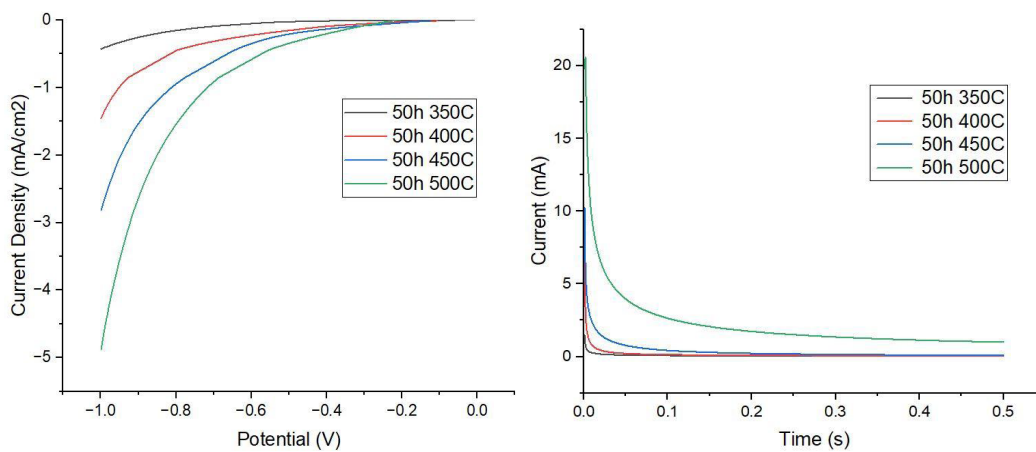 0
−1
−2
−3
−4
−5
Current Density (mA/cm2)
−1.0
−0.8
−0.6
−0.4
−0.2
0.0
Potential (V)
50h 350C
50h 400C
50h 450C
50h 500C
20
15
10
5
0
Current (mA)
0.0
0.1
0.2
0.3
0.4
0.5
Time (s)
50h 350C
50h 400C
50h 450C
50h 500C